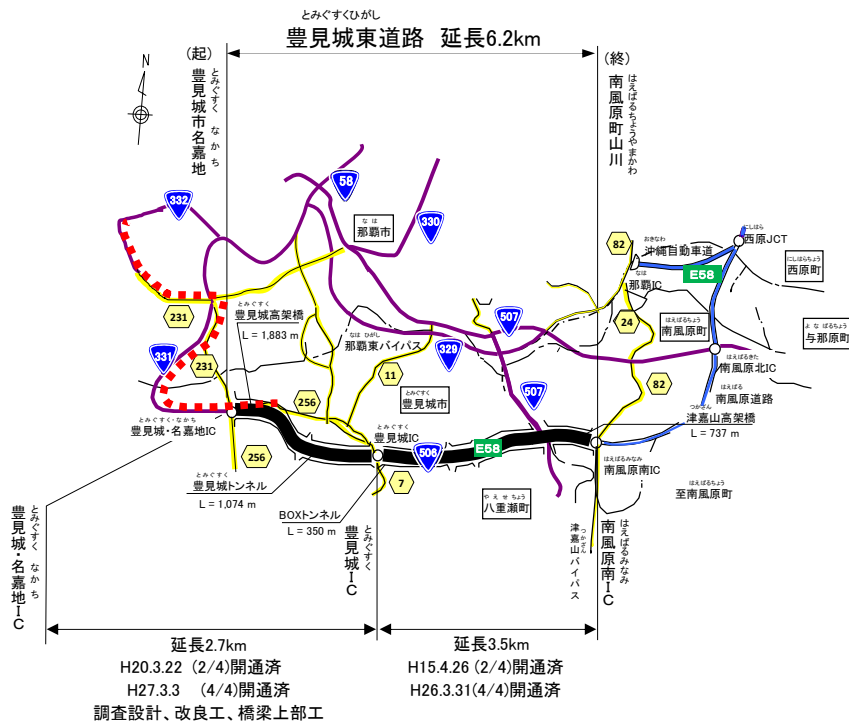 とみぐすくひがし
豊見城東道路 延長6.2km
(起)
豊見城市名嘉地
とみぐすく なかち
(終)
南風原町山川
はえばるちょうやまかわ
N
332
58
330
なは
那覇市
82
おきなわ
沖縄自動車道
にしはら
西原JCT
にしはらちょう
西原町
E58
なは
那覇IC
231
とみぐすく
豊見城高架橋
L = 1,883 m
507
24
はえばるちょう
南風原町
よなばるちょう
与那原町
なは ひがし
那覇東バイパス
329
331
231
11
はえばるきた
南風原北IC
とみぐすく
豊見城市
507
82
はえばる
南風原道路
256
つかざん
津嘉山高架橋
L = 737 m
とみぐすく・なかち
豊見城・名嘉地IC
とみぐすく
豊見城IC
506
E58
256
とみぐすく
豊見城トンネル
L = 1,074 m
7
はえばるみなみ
南風原南IC
はえばるちょう
至南風原町
BOXトンネル
L = 350 m
やえせちょう
八重瀬町
豊見城・名嘉地IC
とみぐすく なかち
豊見城IC
とみぐすく
津嘉山バイパス
つかざん
南風原南IC
はえばるみなみ
延長2.7km
H20.3.22 (2/4)開通済
H27.3.3 (4/4)開通済
調査設計、改良工、橋梁上部工
延長3.5km
H15.4.26 (2/4)開通済
H26.3.31(4/4)開通済